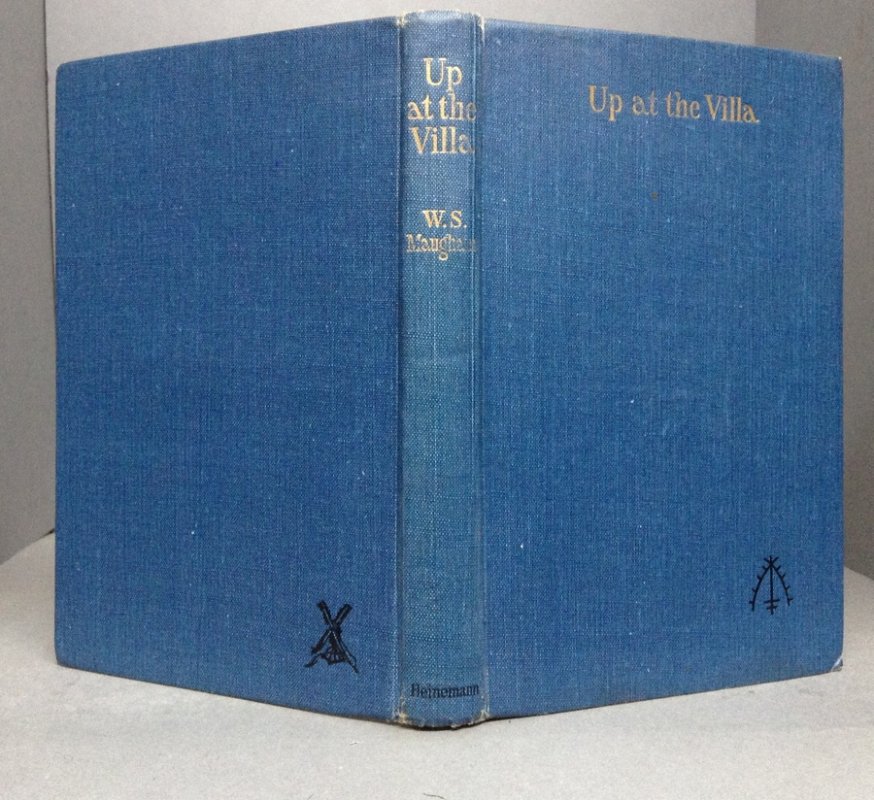 Up
at the
Villa
W. S.
Maugham
Heinemann
Up at the Villa